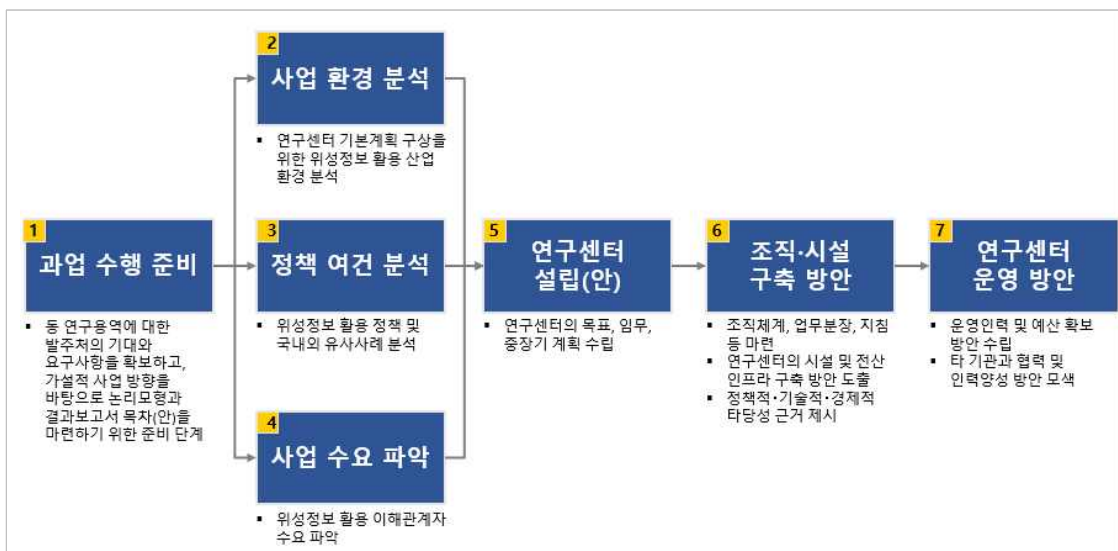 1
과업 수행 준비
▪ 동 연구용역에 대한
발주처의 기대와
요구사항을 확보하고,
가설적 사업 방향을
바탕으로 논리모형과
결과보고서 목차(안)을
마련하기 위한 준비 단계
2
사업 환경 분석
▪ 연구센터 기본계획 구상을
위한 위성정보 활용 산업
환경 분석
3
정책 여건 분석
▪ 위성정보 활용 정책 및
국내외 유사사례 분석
4
사업 수요 파악
▪ 위성정보 활용 이해관계자
수요 파악
5
연구센터
설립(안)
▪ 연구센터의 목표, 임무,
중장기 계획 수립
6
조직·시설
구축 방안
▪ 조직체계, 업무분장, 지침
등 마련
▪ 연구센터의 시설 및 전산
인프라 구축 방안 도출
▪ 정책적·기술적·경제적
타당성 근거 제시
7
연구센터
운영 방안
▪ 운영인력 및 예산 확보
방안 수립
▪ 타 기관과 협력 및
인력양성 방안 모색